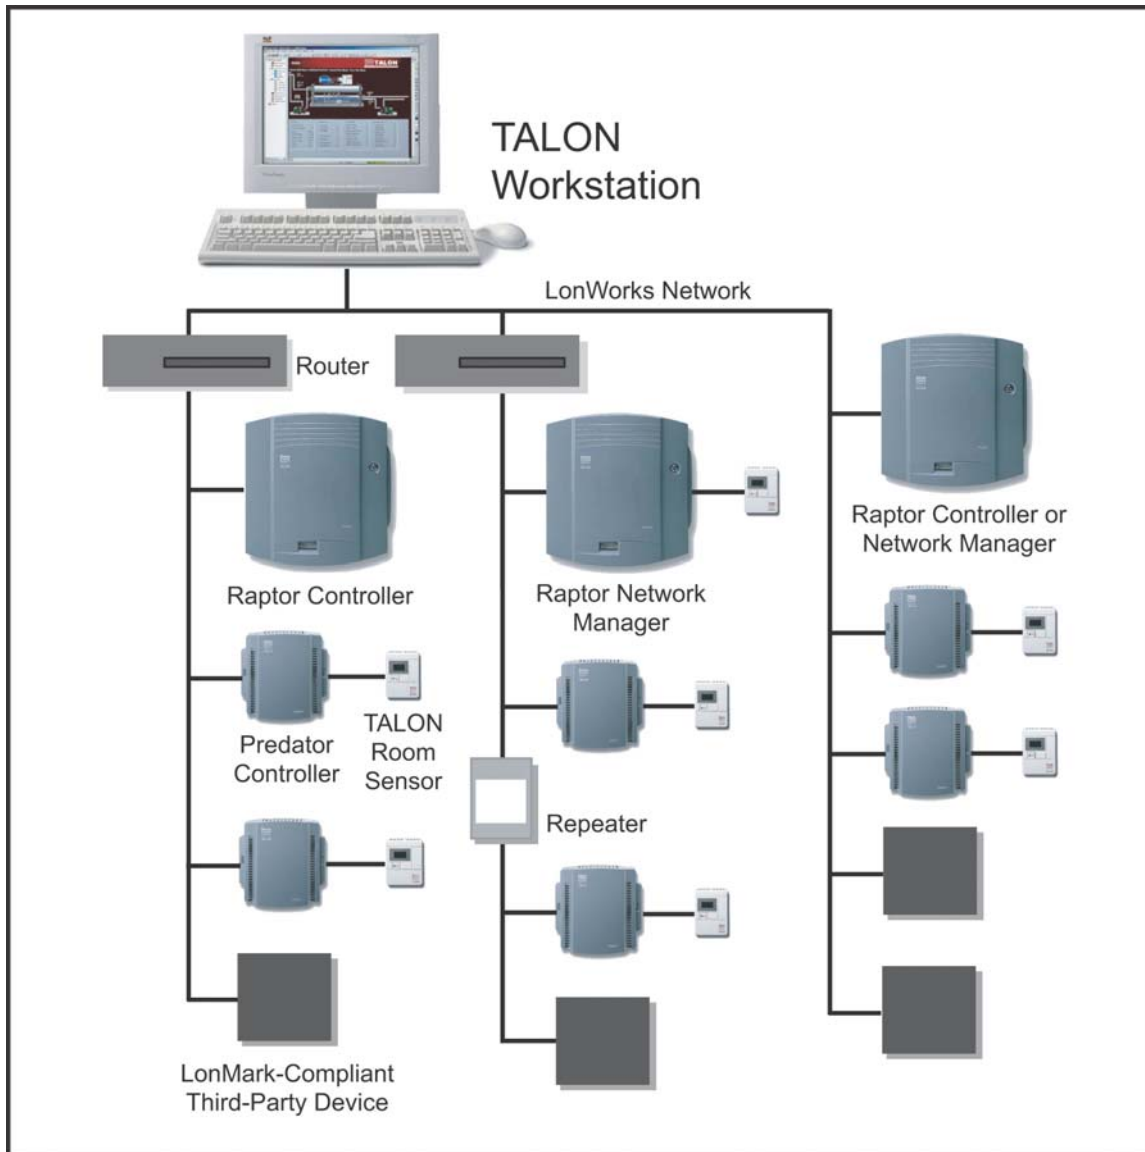 TALON
TALON
Workstation
LonWorks Network
Router
Raptor Controller
Raptor Network
Manager
Raptor Controller or
Network Manager
Predator
Controller
TALON
Room
Sensor
Repeater
LonMark-Compliant
Third-Party Device